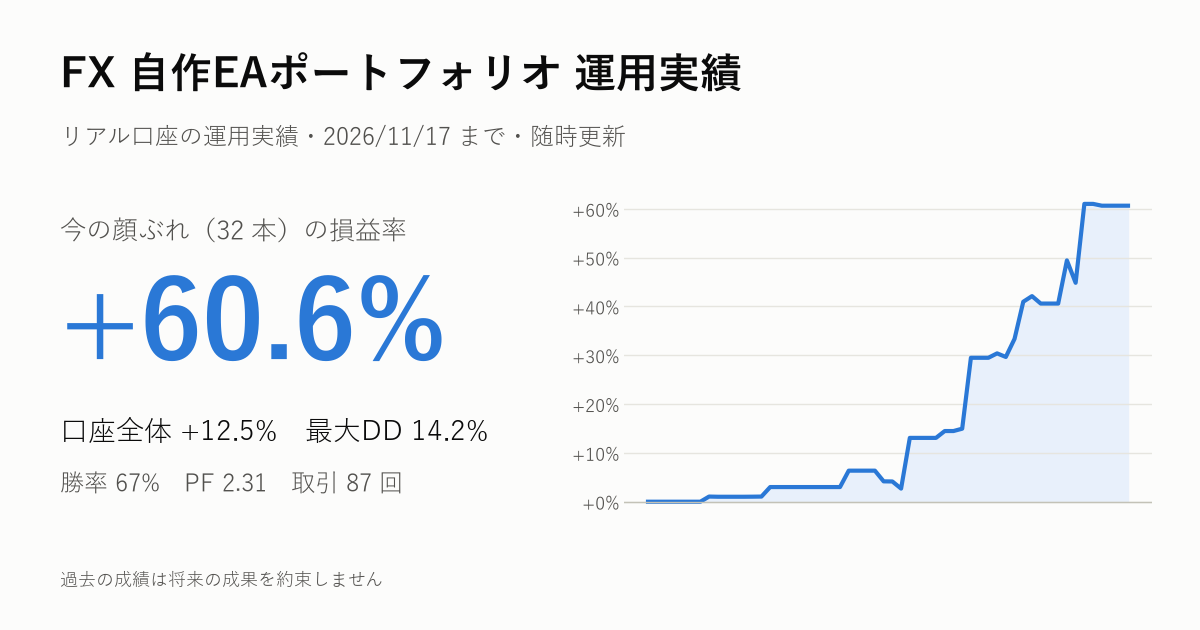 FX 自作EAポートフォリオ 運用実績
リアル口座の運用実績・2026/11/17 まで・随時更新
今の顔ぶれ（32 本）の損益率
+60.6%
口座全体 +12.5%　最大DD 14.2%
勝率 67%　PF 2.31　取引 87 回
+60%
+50%
+40%
+30%
+20%
+10%
+0%
過去の成績は将来の成果を約束しません